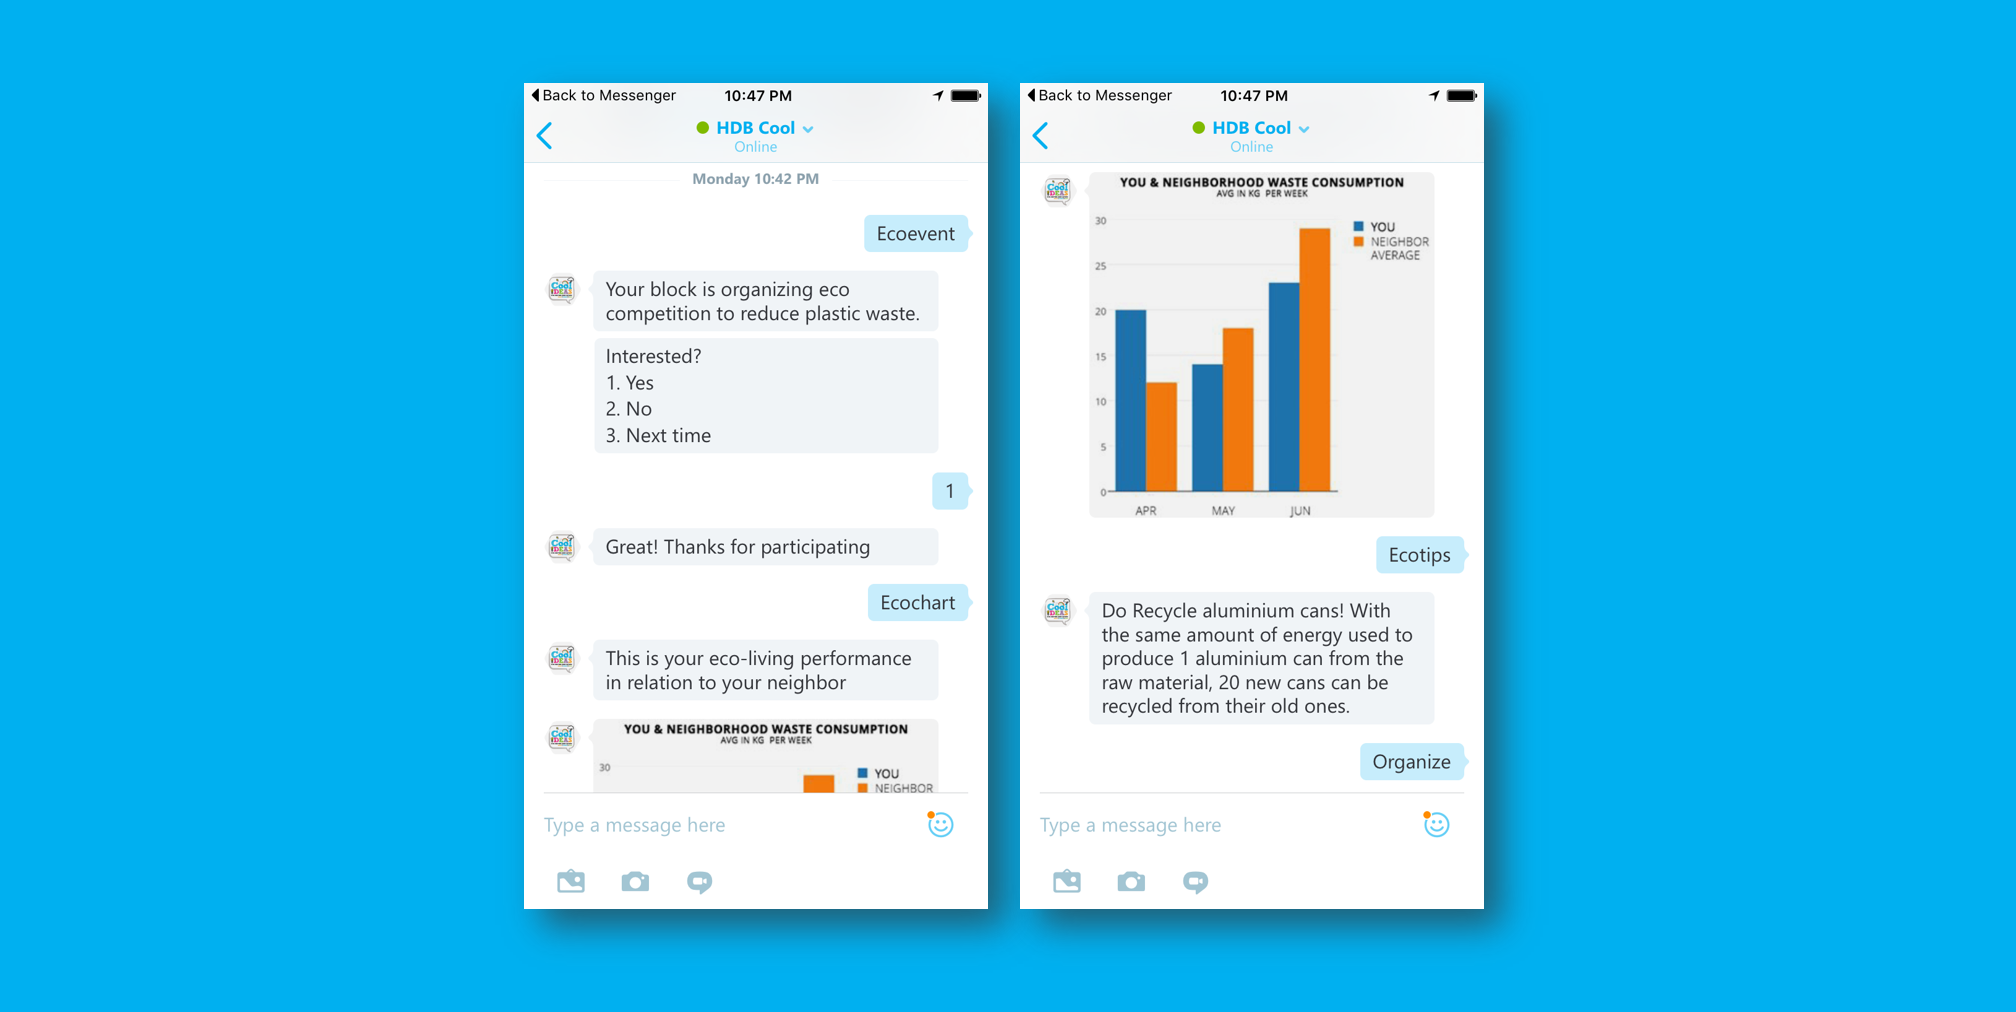 Back to Messenger
10:47 PM
HDB Cool
Online
Monday 10:42 PM
Ecoevent
Your block is organizing eco
competition to reduce plastic waste.
Interested?
1. Yes
2. No
3. Next time
1
Great! Thanks for participating
Ecochart
This is your eco-living performance
in relation to your neighbor
YOU & NEIGHBORHOOD WASTE CONSUMPTION
AVG IN KG PER WEEK
30
YOU
NEIGHBOR
Type a message here
Back to Messenger
10:47 PM
HDB Cool
Online
YOU & NEIGHBORHOOD WASTE CONSUMPTION
AVG IN KG PER WEEK
30
25
20
15
10
5
0
APR
MAY
JUN
YOU
NEIGHBOR
AVERAGE
Ecotips
Do Recycle aluminium cans! With
the same amount of energy used to
produce 1 aluminium can from the
raw material, 20 new cans can be
recycled from their old ones.
Organize
Type a message here
Cool
IDEAS